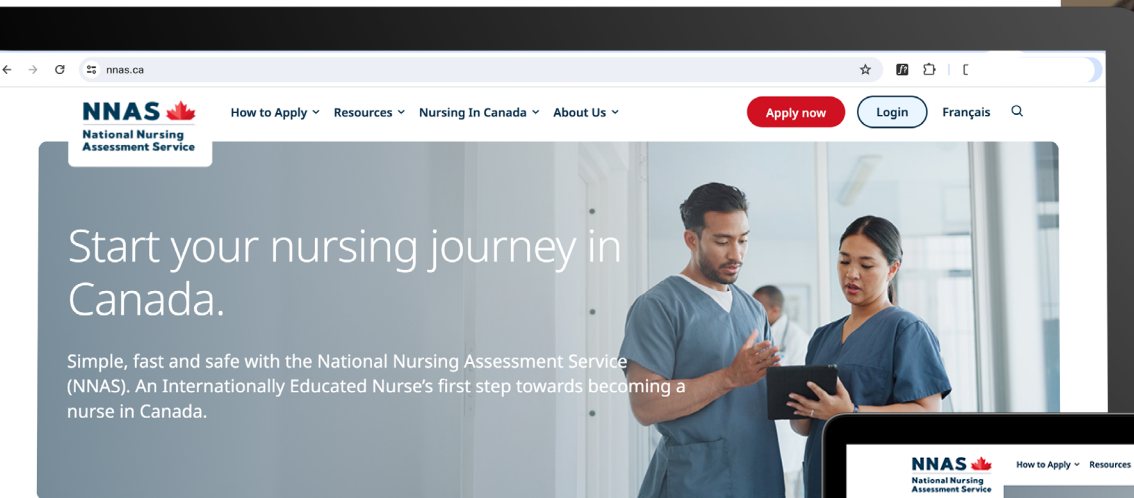 nnas.ca
NNAS
National Nursing
Assessment Service
How to Apply Resources Nursing In Canada About Us
Apply now Login Français
Start your nursing journey in
Canada.
Simple, fast and safe with the National Nursing Assessment Service
(NNAS). An Internationally Educated Nurse's first step towards becoming a
nurse in Canada.
NNAS
National Nursing
Assessment Service
How to Apply Resources